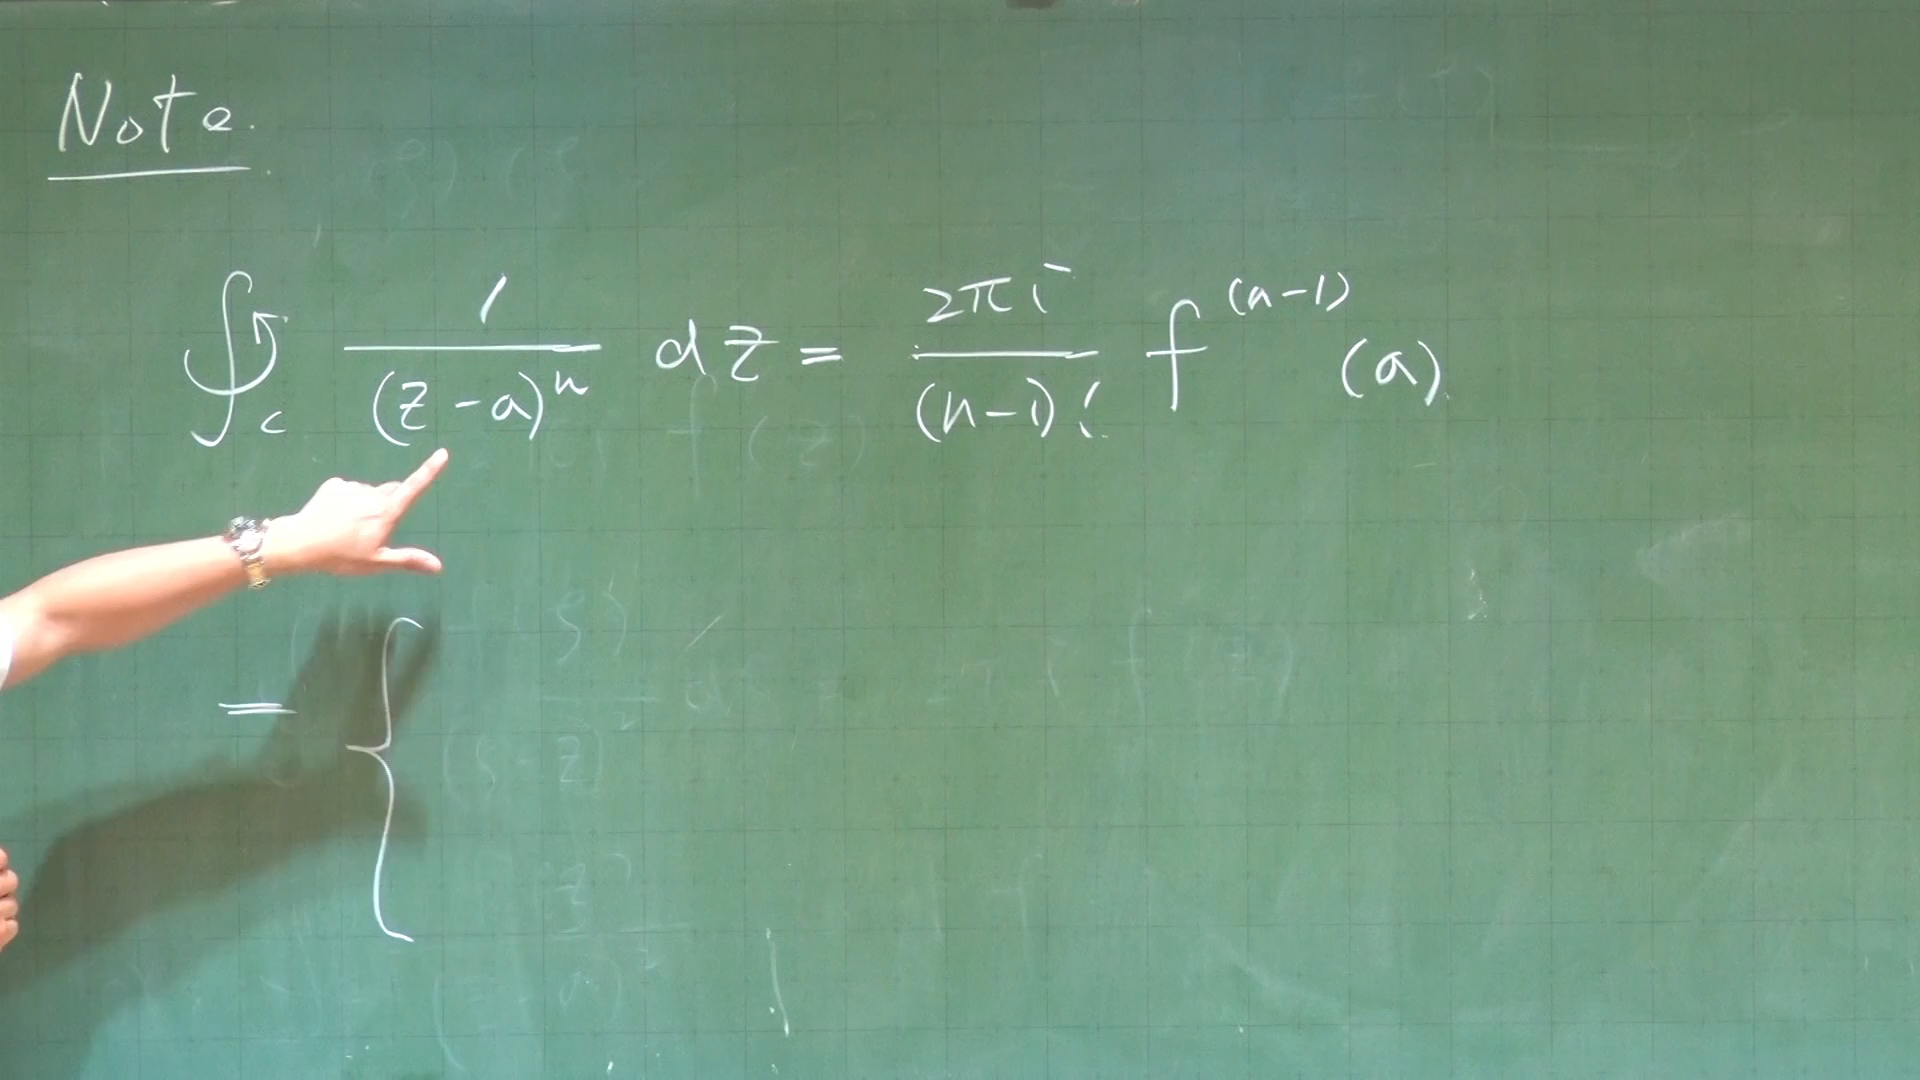 Note.
∮_C 1/(z-a)^n dz = 2πi/(n-1)! f^(n-1)(a).
= {